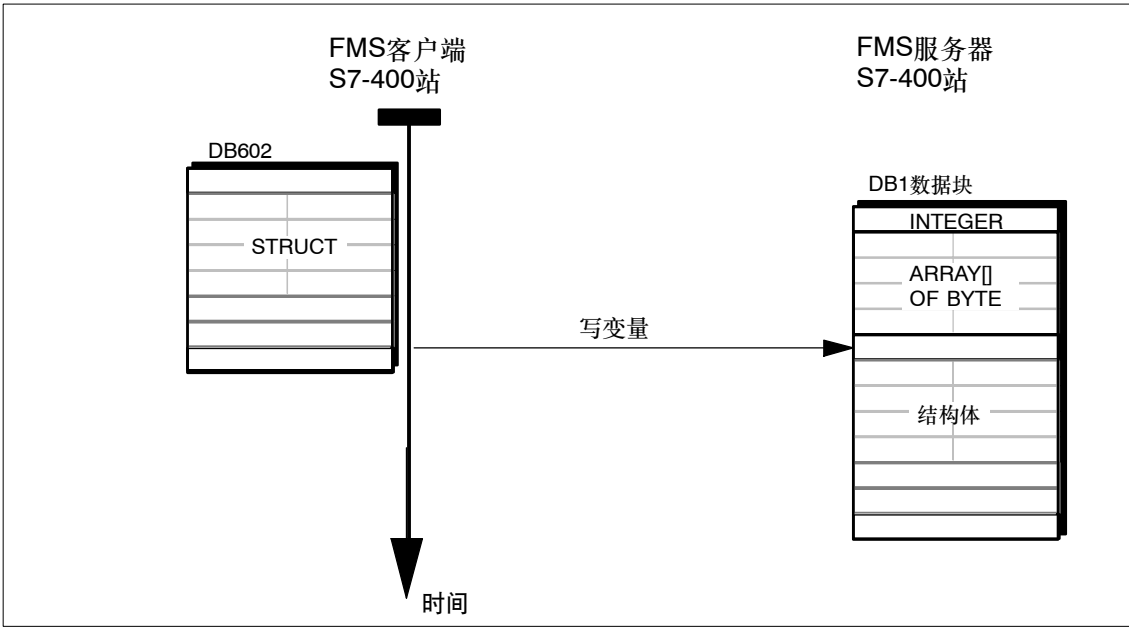 FMS客户端
S7-400站
FMS服务器
S7-400站
DB602
STRUCT
DB1数据块
INTEGER
ARRAY[]
OF BYTE
写变量
结构体
时间